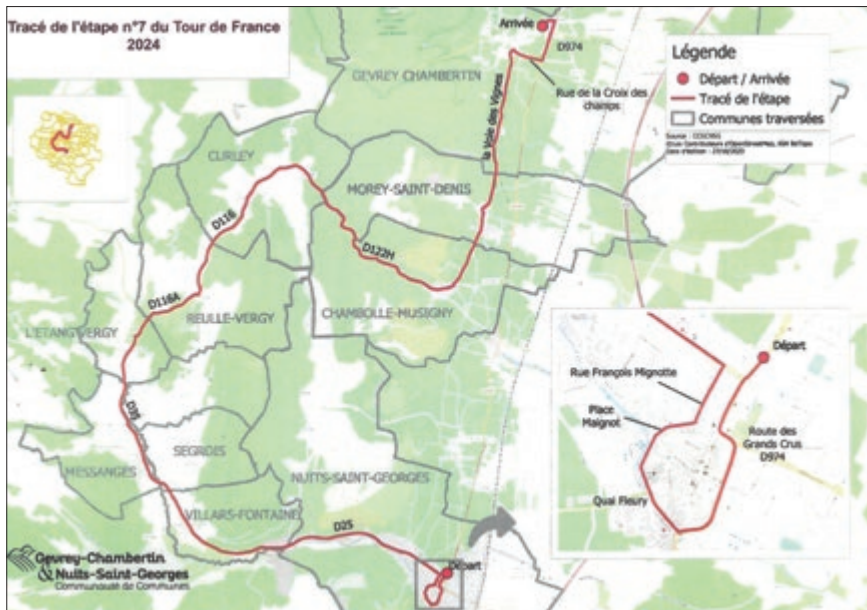 Tracé de l'étape n°7 du Tour de France
2024
Arrivée
D974
Rue de la Croix des
champs
la Voie des Vignes
Légende
Départ / Arrivée
Tracé de l'étape
Communes traversées
GEVREY CHAMBERTIN
CURLEY
MOREY-SAINT-DENIS
D116
D122H
D116A
REULLE-VERGY
CHAMBOLLE-MUSIGNY
L'ETANG-VERGY
D35
SEGROIS
MESSANGES
NUITS-SAINT-GEORGES
VILLARS-FONTAINE
D25
Départ
Départ
Rue François Mignotte
Place
Maignot
Route des
Grands Crus
D974
Quai Fleury
Gevrey-Chambertin
& Nuits-Saint-Georges
Communauté de Communes